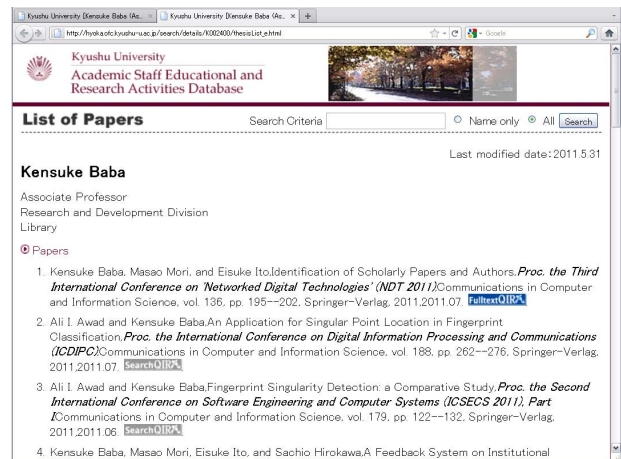 Kyushu University [Kensuke Baba (As...
Kyushu University [Kensuke Baba (As...
http://hyoka.ofc.kyushu-u.ac.jp/search/details/K002400/thesisList_e.html
Google
Kyushu University
Academic Staff Educational and
Research Activities Database
List of Papers Search Criteria Name only All Search
Last modified date:2011.5.31
Kensuke Baba
Associate Professor
Research and Development Division
Library
Papers
1. Kensuke Baba, Masao Mori, and Eisuke Ito,Identification of Scholarly Papers and Authors,Proc. the Third
International Conference on 'Networked Digital Technologies' (NDT 2011)Communications in Computer
and Information Science, vol. 136, pp. 195--202, Springer-Verlag, 2011,2011.07. FulltextQIR
2. Ali I. Awad and Kensuke Baba,An Application for Singular Point Location in Fingerprint
Classification,Proc. the International Conference on Digital Information Processing and Communications
(ICDIPC)Communications in Computer and Information Science, vol. 188, pp. 262--276, Springer-Verlag,
2011,2011.07. SearchQIR
3. Ali I. Awad and Kensuke Baba,Fingerprint Singularity Detection: a Comparative Study,Proc. the Second
International Conference on Software Engineering and Computer Systems (ICSECS 2011), Part
ICommunications in Computer and Information Science, vol. 179, pp. 122--132, Springer-Verlag,
2011,2011.06. SearchQIR
4. Kensuke Baba, Masao Mori, Eisuke Ito, and Sachio Hirokawa,A Feedback System on Institutional